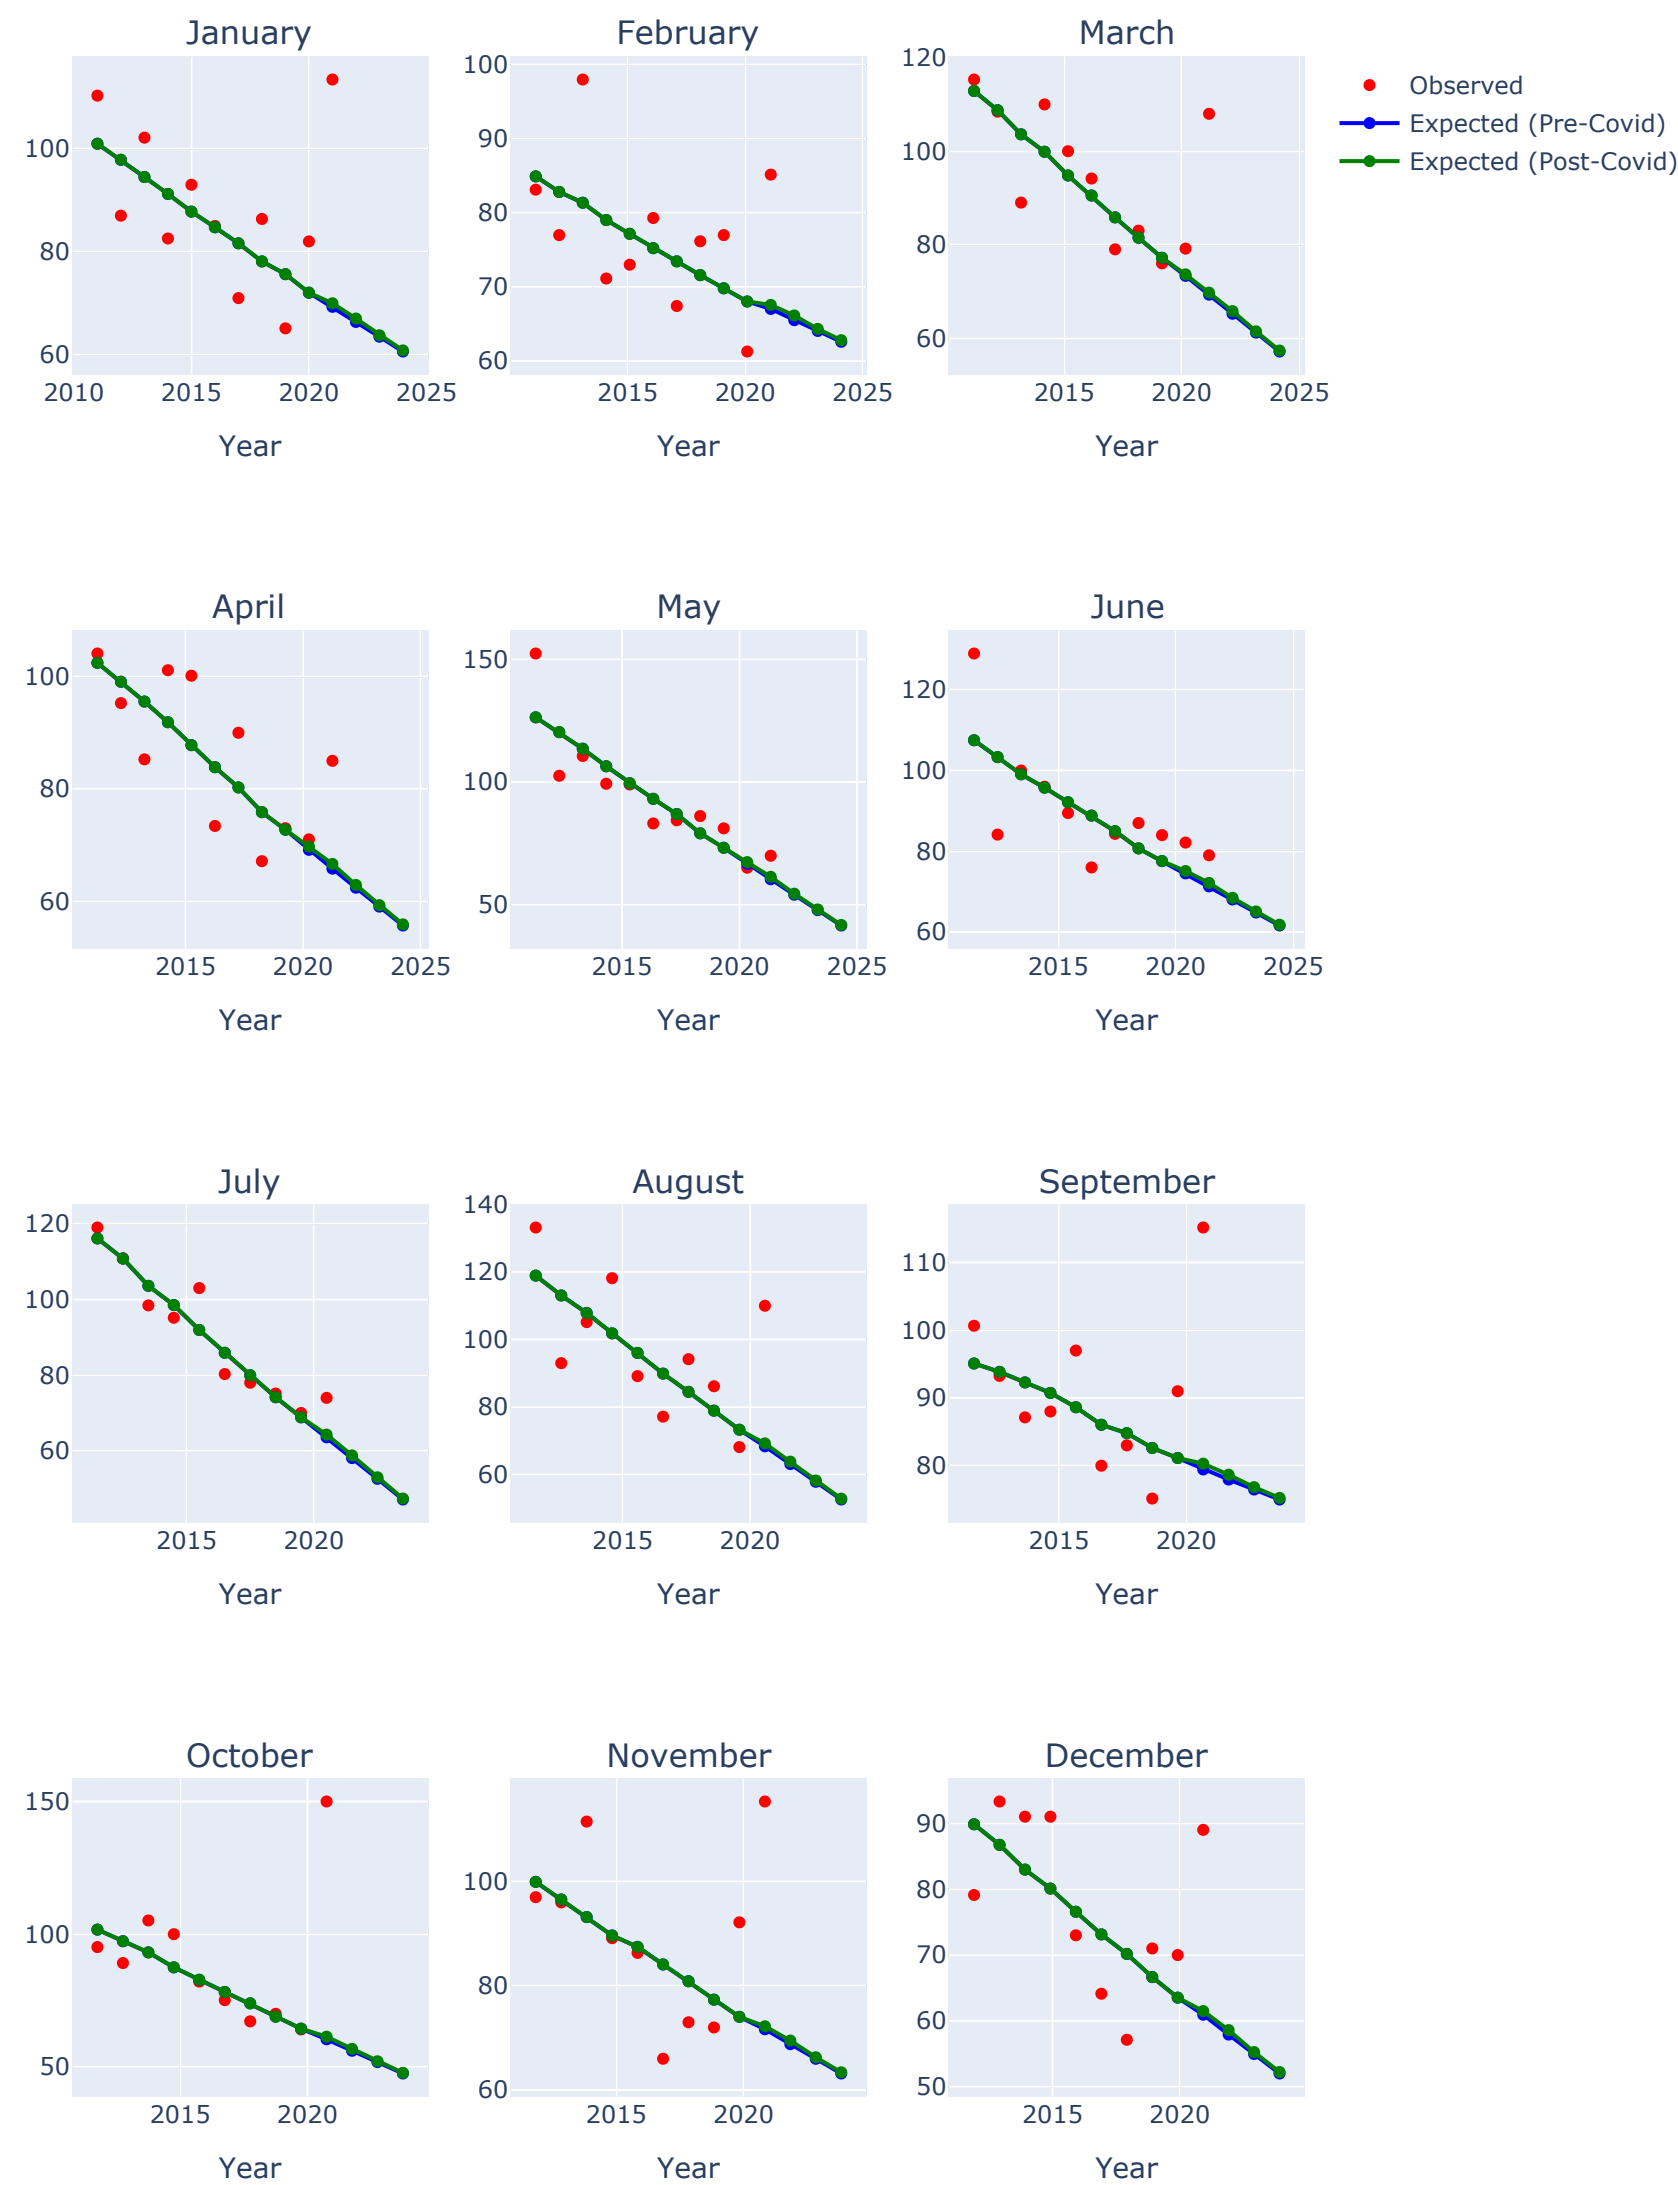 January
February
March
Observed
Expected (Pre-Covid)
Expected (Post-Covid)
100
80
60
2010 2015 2020 2025
Year
100
90
80
70
60
2015 2020 2025
Year
120
100
80
60
2015 2020 2025
Year
April
May
June
100
80
60
2015 2020 2025
Year
150
100
50
2015 2020 2025
Year
120
100
80
60
2015 2020 2025
Year
July
August
September
120
100
80
60
2015 2020
Year
140
120
100
80
60
2015 2020
Year
110
100
90
80
2015 2020
Year
October
November
December
150
100
50
2015 2020
Year
100
80
60
2015 2020
Year
90
80
70
60
50
2015 2020
Year